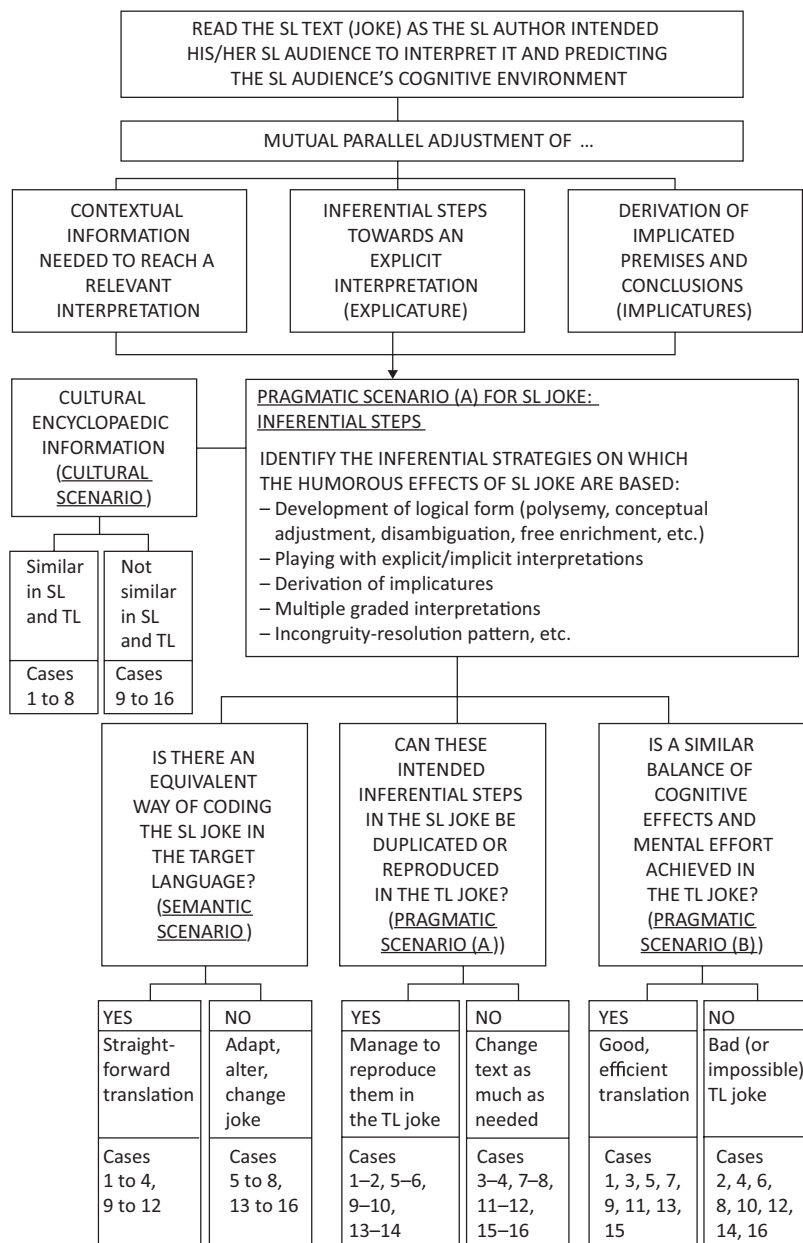 READ THE SL TEXT (JOKE) AS THE SL AUTHOR INTENDED
HIS/HER SL AUDIENCE TO INTERPRET IT AND PREDICTING
THE SL AUDIENCE'S COGNITIVE ENVIRONMENT
MUTUAL PARALLEL ADJUSTMENT OF ...
CONTEXTUAL
INFORMATION
NEEDED TO REACH A
RELEVANT
INTERPRETATION
INFERENTIAL STEPS
TOWARDS AN
EXPLICIT
INTERPRETATION
(EXPLICATURE)
DERIVATION OF
IMPLICATED
PREMISES AND
CONCLUSIONS
(IMPLICATURES)
CULTURAL
ENCYCLOPAEDIC
INFORMATION
(CULTURAL
SCENARIO)
Similar
in SL
and TL
Cases
1 to 8
Not
similar
in SL
and TL
Cases
9 to 16
PRAGMATIC SCENARIO (A) FOR SL JOKE:
INFERENTIAL STEPS
IDENTIFY THE INFERENTIAL STRATEGIES ON WHICH
THE HUMOROUS EFFECTS OF SL JOKE ARE BASED:
– Development of logical form (polysemy, conceptual
adjustment, disambiguation, free enrichment, etc.)
– Playing with explicit/implicit interpretations
– Derivation of implicatures
– Multiple graded interpretations
– Incongruity-resolution pattern, etc.
IS THERE AN
EQUIVALENT
WAY OF CODING
THE SL JOKE IN
THE TARGET
LANGUAGE?
(SEMANTIC
SCENARIO)
CAN THESE
INTENDED
INFERENTIAL STEPS
IN THE SL JOKE BE
DUPLICATED OR
REPRODUCED
IN THE TL JOKE?
(PRAGMATIC
SCENARIO (A))
IS A SIMILAR
BALANCE OF
COGNITIVE
EFFECTS AND
MENTAL EFFORT
ACHIEVED IN
THE TL JOKE?
(PRAGMATIC
SCENARIO (B))
YES
Straight-
forward
translation
Cases
1 to 4,
9 to 12
NO
Adapt,
alter,
change
joke
Cases
5 to 8,
13 to 16
YES
Manage to
reproduce
them in
the TL joke
Cases
1–2, 5–6,
9–10,
13–14
NO
Change
text as
much as
needed
Cases
3–4, 7–8,
11–12,
15–16
YES
Good,
efficient
translation
Cases
1, 3, 5, 7,
9, 11, 13,
15
NO
Bad (or
impossible)
TL joke
Cases
2, 4, 6,
8, 10, 12,
14, 16